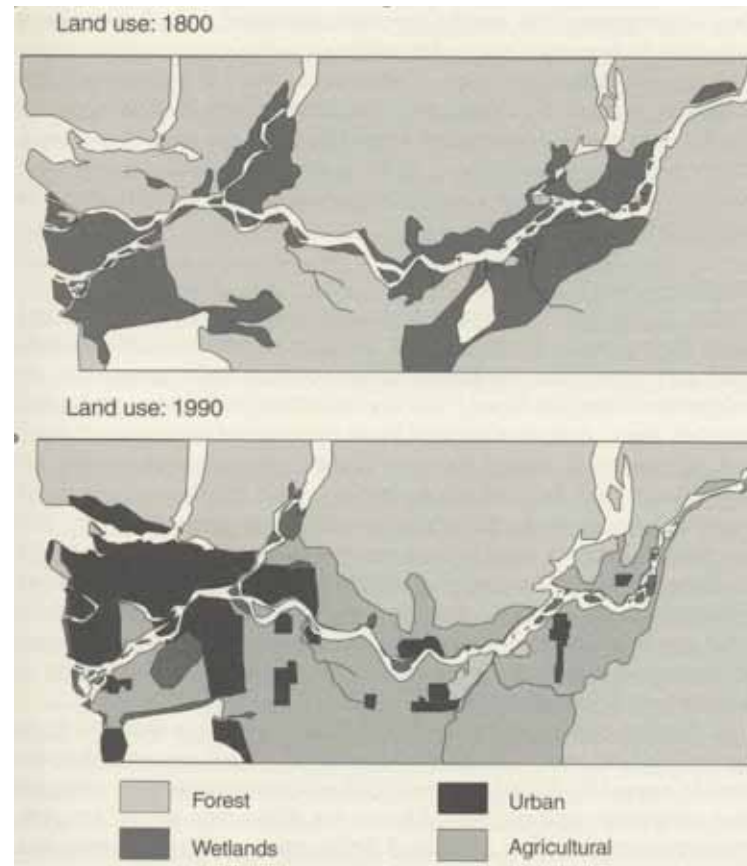 Land use: 1800
Land use: 1990
Forest
Urban
Wetlands
Agricultural